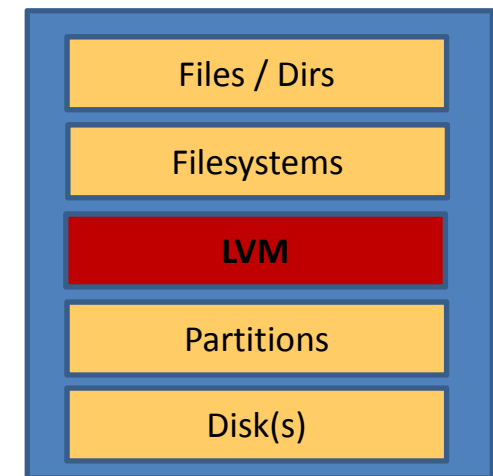 Files / Dirs
Filesystems
LVM
Partitions
Disk(s)